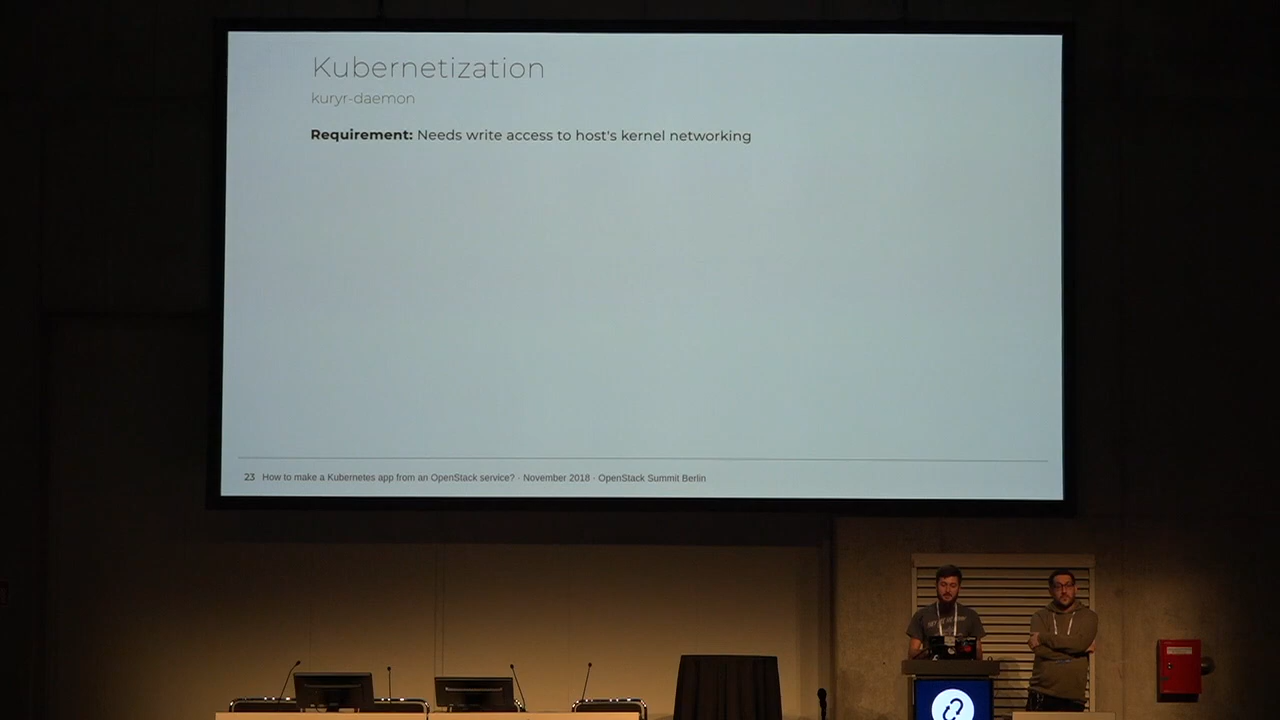 Kubernetization
kuryr-daemon
Requirement: Needs write access to host's kernel networking
23 How to make a Kubernetes app from an OpenStack service? · November 2018 · OpenStack Summit Berlin